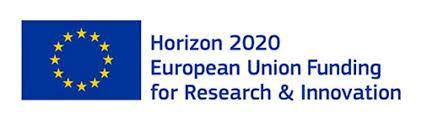 Horizon 2020
European Union Funding
for Research & Innovation